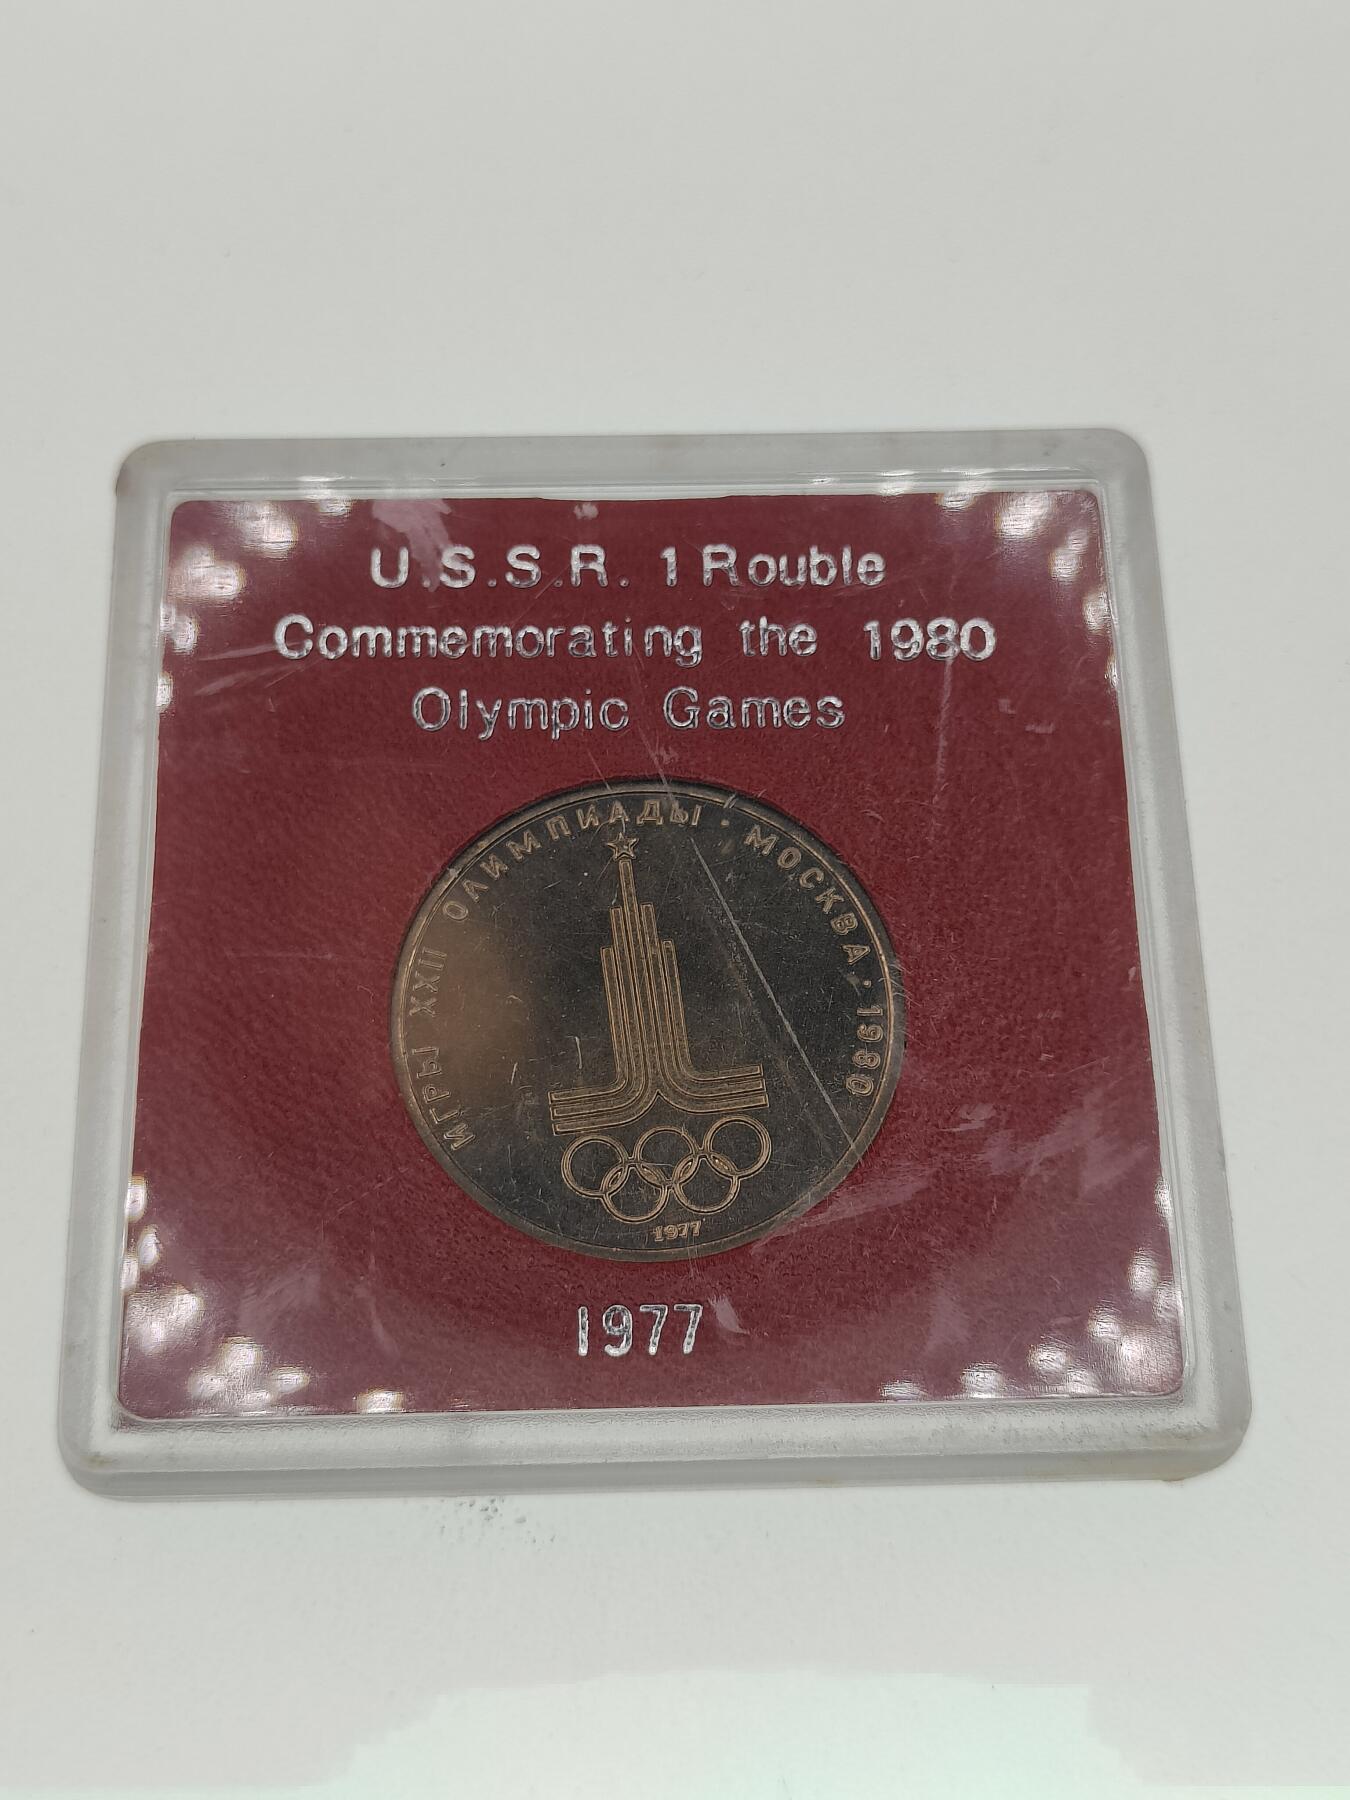 U.S.S.R. 1 Rouble
Commemorating the 1980
Olympic Games
ИГРЫ XXII ОЛИМПИАДЫ · МОСКВА · 1980
1977
1977